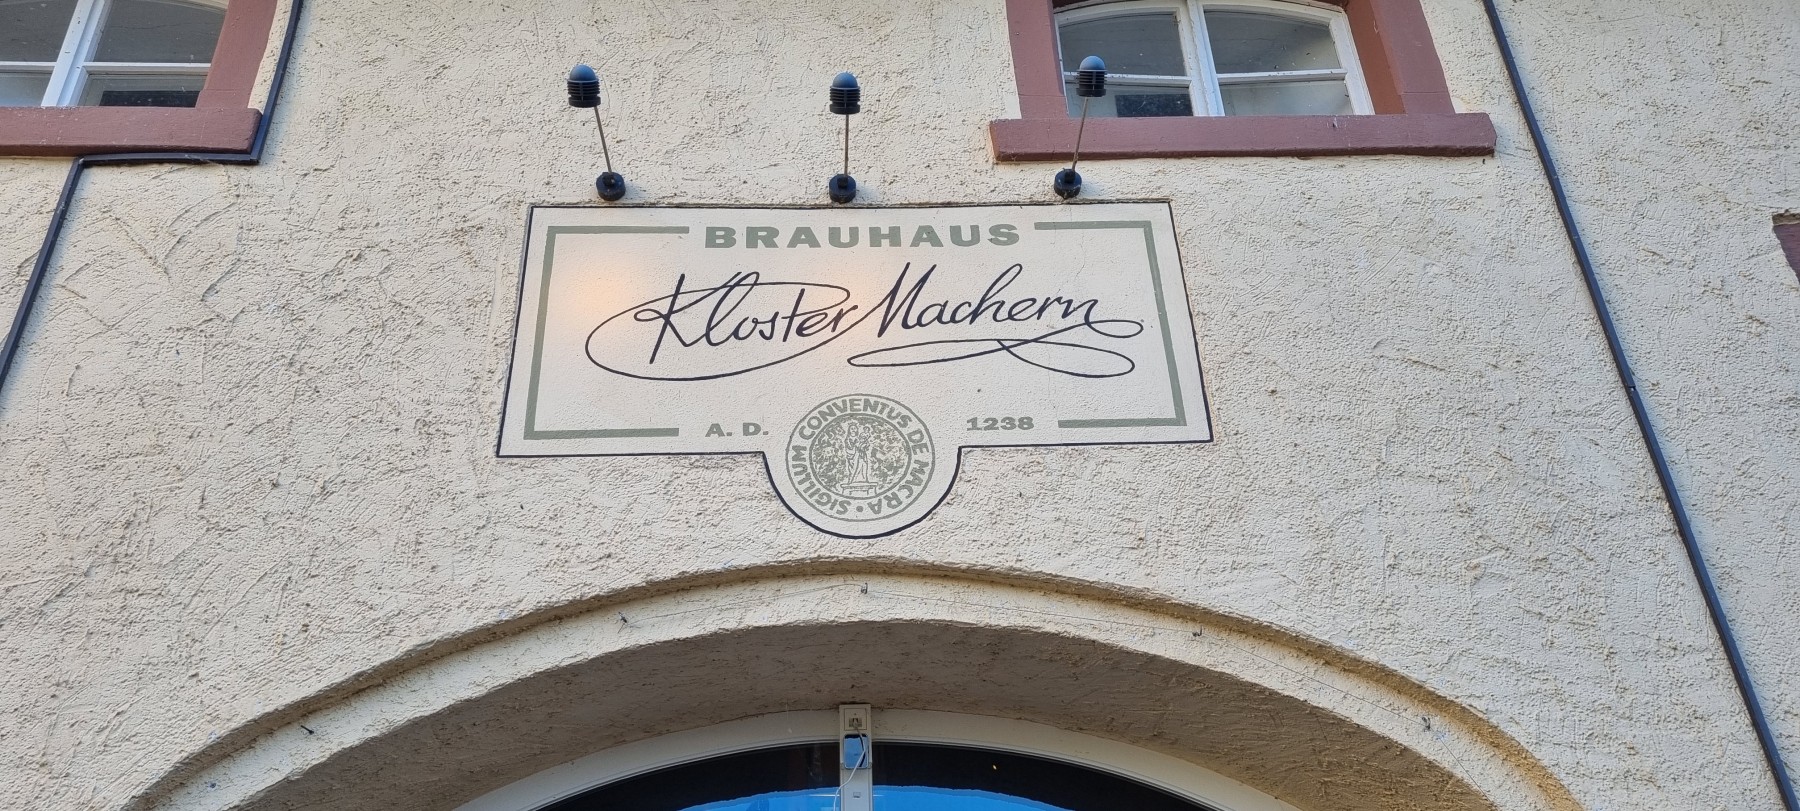 BRAUHAUS
Kloster Machern
A. D. 1238
SIGILLUM CONVENTUS DE MACRA